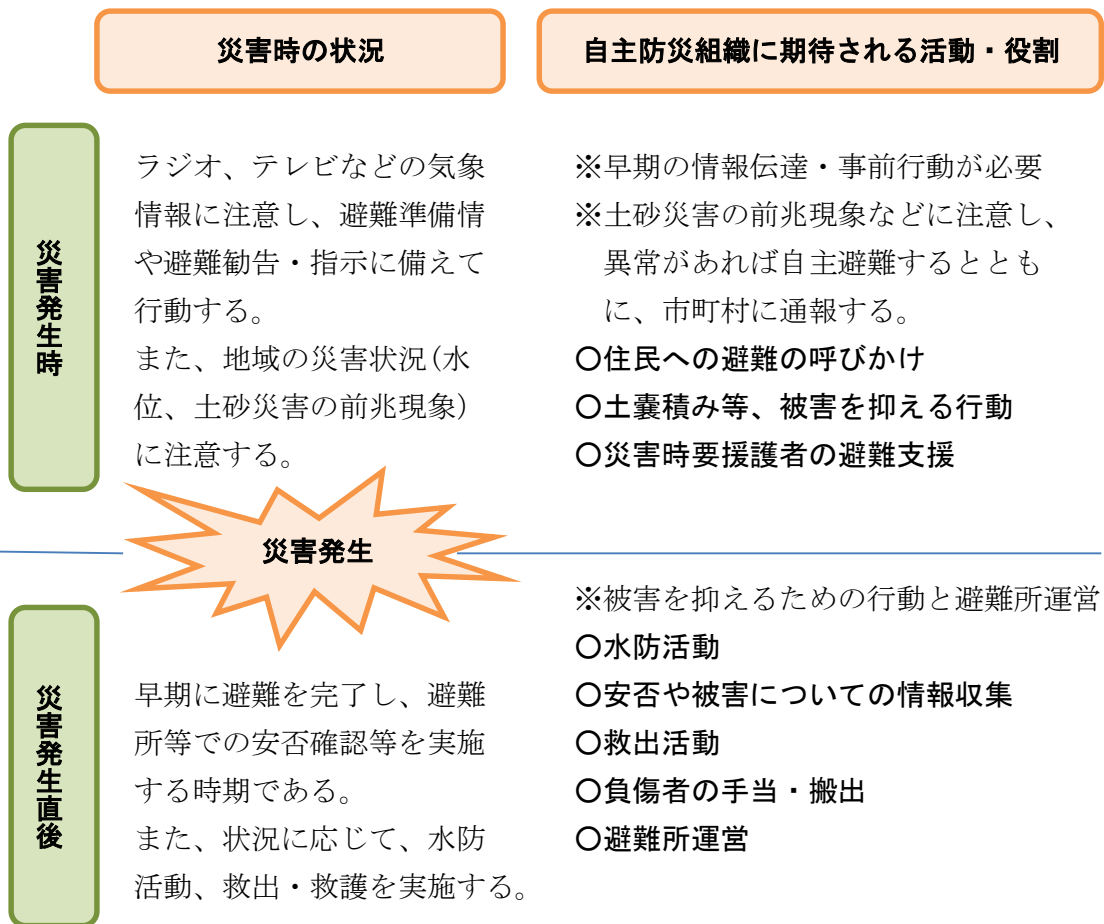 災害時の状況
自主防災組織に期待される活動・役割
災害発生時
ラジオ、テレビなどの気象
情報に注意し、避難準備情
や避難勧告・指示に備えて
行動する。
また、地域の災害状況(水
位、土砂災害の前兆現象)
に注意する。
※早期の情報伝達・事前行動が必要
※土砂災害の前兆現象などに注意し、
異常があれば自主避難するととも
に、市町村に通報する。
〇住民への避難の呼びかけ
〇土嚢積み等、被害を抑える行動
〇災害時要援護者の避難支援
災害発生
災害発生直後
早期に避難を完了し、避難
所等での安否確認等を実施
する時期である。
また、状況に応じて、水防
活動、救出・救護を実施する。
※被害を抑えるための行動と避難所運営
〇水防活動
〇安否や被害についての情報収集
〇救出活動
〇負傷者の手当・搬出
〇避難所運営